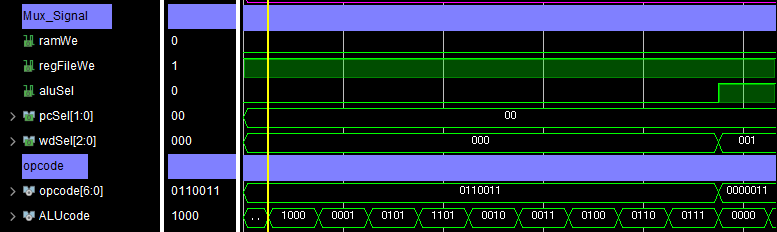 Mux_Signal
ramWe 0
regFileWe 1
aluSel 0
pcSel[1:0] 00 00
wdSel[2:0] 000 000 001
opcode
opcode[6:0] 0110011 0110011 0000011
ALUcode 1000 .. 1000 0001 0101 1101 0010 0011 0100 0110 0111 0000